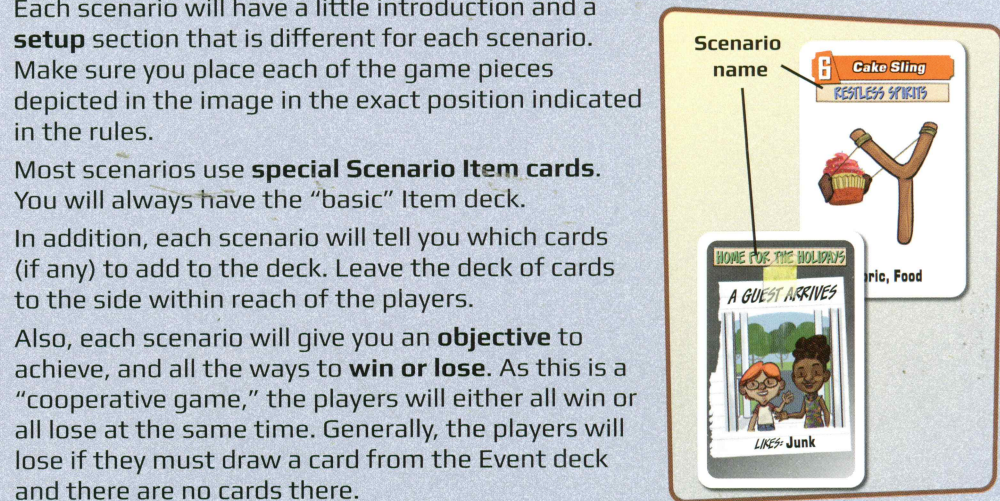 Each scenario will have a little introduction and a
setup section that is different for each scenario.
Make sure you place each of the game pieces
depicted in the image in the exact position indicated
in the rules.
Most scenarios use special Scenario Item cards.
You will always have the “basic” Item deck.
In addition, each scenario will tell you which cards
(if any) to add to the deck. Leave the deck of cards
to the side within reach of the players.
Also, each scenario will give you an objective to
achieve, and all the ways to win or lose. As this is a
“cooperative game,” the players will either all win or
all lose at the same time. Generally, the players will
lose if they must draw a card from the Event deck
and there are no cards there.
Scenario
name
6 Cake Sling
RESTLESS SPIRITS
Food
HOME FOR THE HOLIDAYS
A GUEST ARRIVES
LIKES: Junk